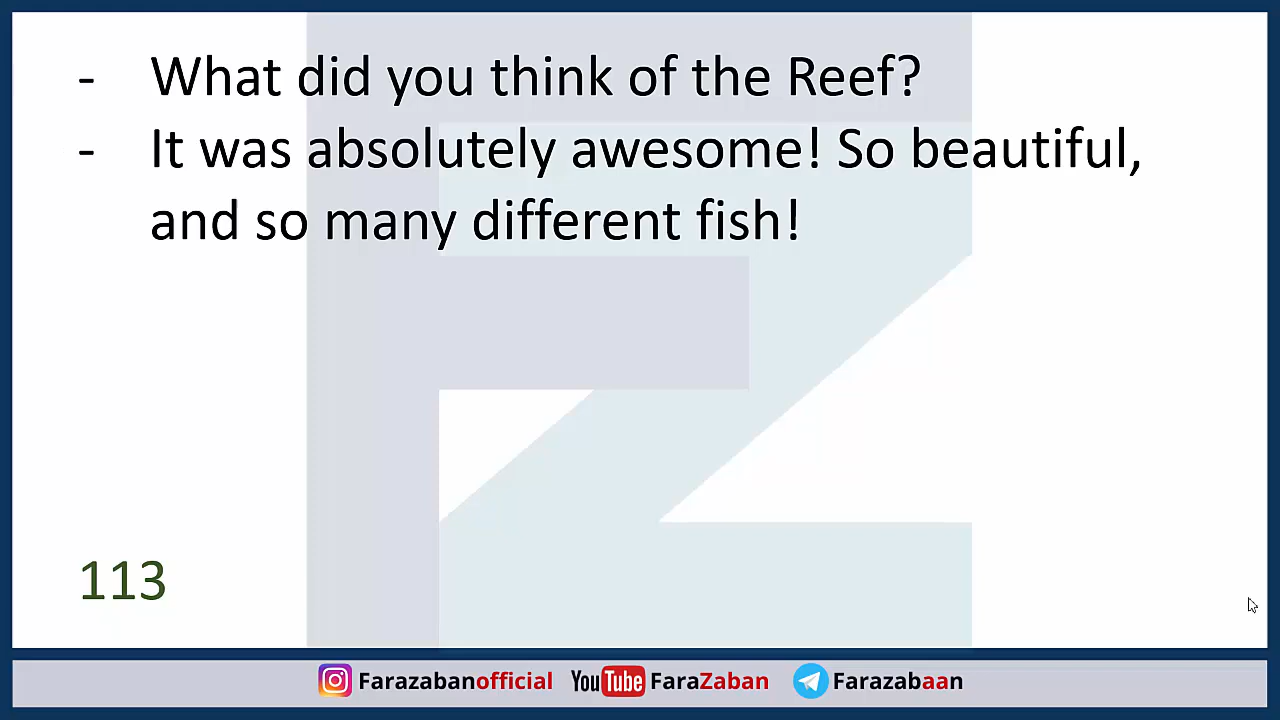 - What did you think of the Reef?
- It was absolutely awesome! So beautiful,
and so many different fish!
113
Farazabanofficial YouTube FaraZaban Farazabaan